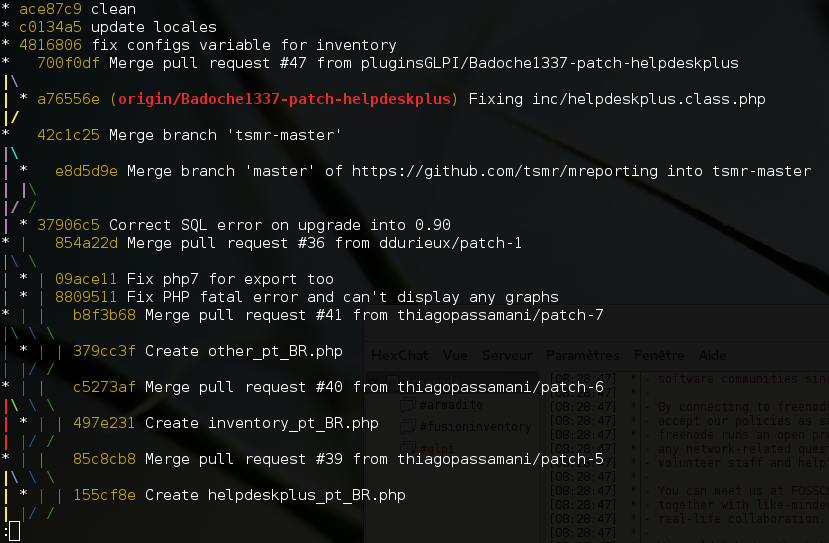 * ace87c9 clean
* c0134a5 update locales
* 4816806 fix configs variable for inventory
*   700f0df Merge pull request #47 from pluginsGLPI/Badoche1337-patch-helpdeskplus
|\
| * a76556e (origin/Badoche1337-patch-helpdeskplus) Fixing inc/helpdeskplus.class.php
|/
*   42c1c25 Merge branch 'tsmr-master'
|\
| *   e8d5d9e Merge branch 'master' of https://github.com/tsmr/mreporting into tsmr-master
| |\
|/ /
| * 37906c5 Correct SQL error on upgrade into 0.90
* |   854a22d Merge pull request #36 from ddurieux/patch-1
|\ \
| * | 09ace11 Fix php7 for export too
| * | 8809511 Fix PHP fatal error and can't display any graphs
* | |   b8f3b68 Merge pull request #41 from thiagopassamani/patch-7
|\ \ \
HexChat Vue Serveur Paramètres Fenêtre Aide
| * | | 379cc3f Create other_pt_BR.php
| |/ /
[08:28:47] * |- software communities sin
* | |   c5273af Merge pull request #40 from thiagopassamani/patch-6
[08:28:47] * |-
|\ \ \
#armadito
[08:28:47] * |- By connecting to freenode
| * | | 497e231 Create inventory_pt_BR.php
#fusioninventory
[08:28:47] * |- accept our policies as s
[08:28:47] * |- freenode runs an open pr
| |/ /
#glpi
[08:28:47] * |- any network-related ques
* | |   85c8cb8 Merge pull request #39 from thiagopassamani/patch-5
[08:28:47] * |- volunteer staff and help
|\ \ \
[08:28:47] * |-
| * | | 155cf8e Create helpdeskplus_pt_BR.php
[08:28:47] * |- You can meet us at FOSSCO
[08:28:47] * |- together with like-minde
| |/ /
[08:28:47] * |- real-life collaboration.
[08:28:47] * |-
: